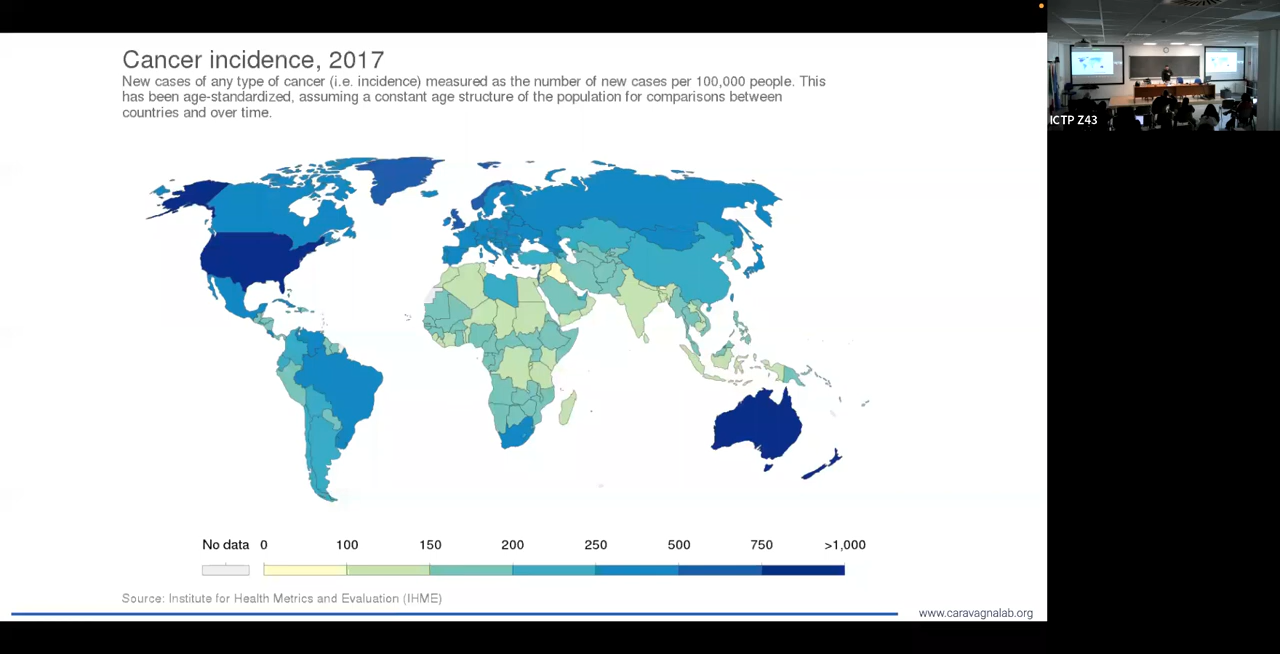 Cancer incidence, 2017
New cases of any type of cancer (i.e. incidence) measured as the number of new cases per 100,000 people. This
has been age-standardized, assuming a constant age structure of the population for comparisons between
countries and over time.
ICTP Z43
No data 0 100 150 200 250 500 750 >1,000
Source: Institute for Health Metrics and Evaluation (IHME)
www.caravagnalab.org